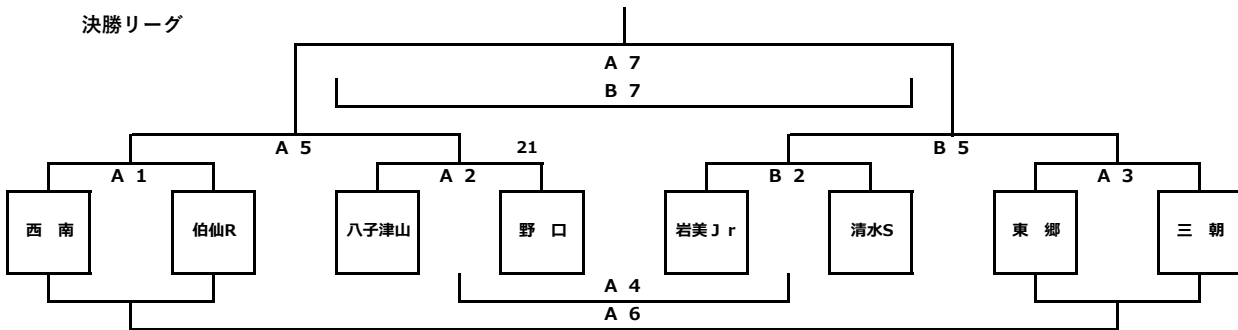 決勝リーグ
A 7
B 7
A 5
21
B 5
A 1
A 2
B 2
A 3
西 南
伯仙R
八子津山
野 口
岩美Jr
清水S
東 郷
三 朝
A 4
A 6